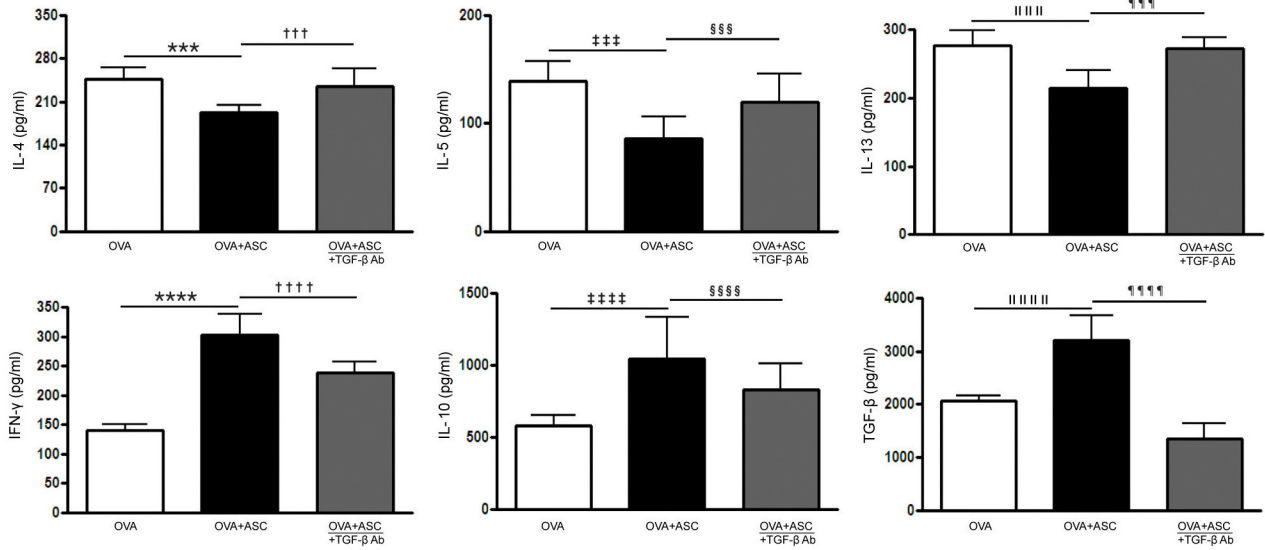 IL-4 (pg/ml)
350
280
210
140
70
0
***
†††
OVA
OVA+ASC
OVA+ASC
+TGF-β Ab
IL-5 (pg/ml)
200
100
0
‡‡‡
§§§
OVA
OVA+ASC
OVA+ASC
+TGF-β Ab
IL-13 (pg/ml)
300
200
100
0
‖‖‖
¶¶¶
OVA
OVA+ASC
OVA+ASC
+TGF-β Ab
IFN-γ (pg/ml)
350
300
250
200
150
100
50
0
****
††††
OVA
OVA+ASC
OVA+ASC
+TGF-β Ab
IL-10 (pg/ml)
1500
1000
500
0
‡‡‡‡
§§§§
OVA
OVA+ASC
OVA+ASC
+TGF-β Ab
TGF-β (pg/ml)
4000
3000
2000
1000
0
‖‖‖‖
¶¶¶¶
OVA
OVA+ASC
OVA+ASC
+TGF-β Ab